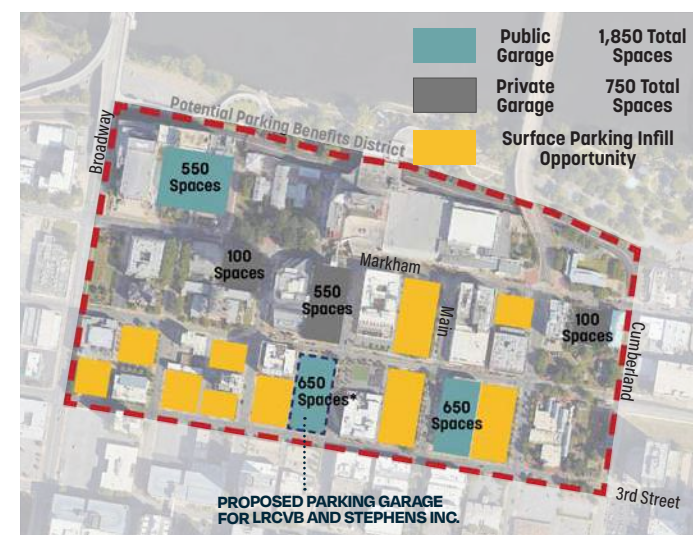 Public
Garage
1,850 Total
Spaces
Private
Garage
750 Total
Spaces
Surface Parking Infill
Opportunity
Potential Parking Benefits District
Broadway
550
Spaces
100
Spaces
Markham
550
Spaces
Main
100
Spaces
Cumberland
650
Spaces*
650
Spaces
3rd Street
PROPOSED PARKING GARAGE
FOR LRCVB AND STEPHENS INC.